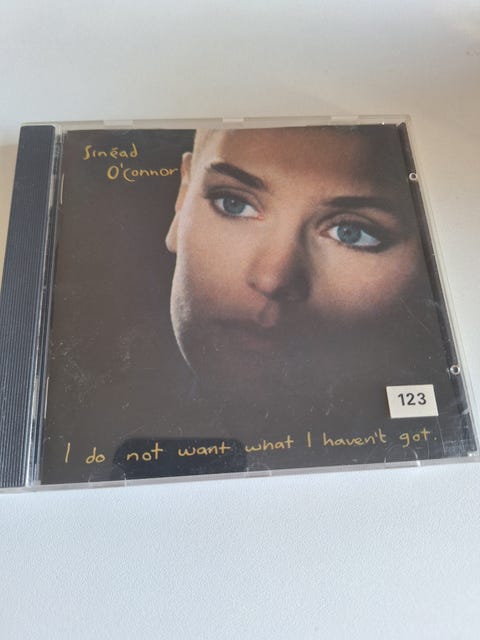 Sinéad
O'Connor
123
I do not want what I haven't got.